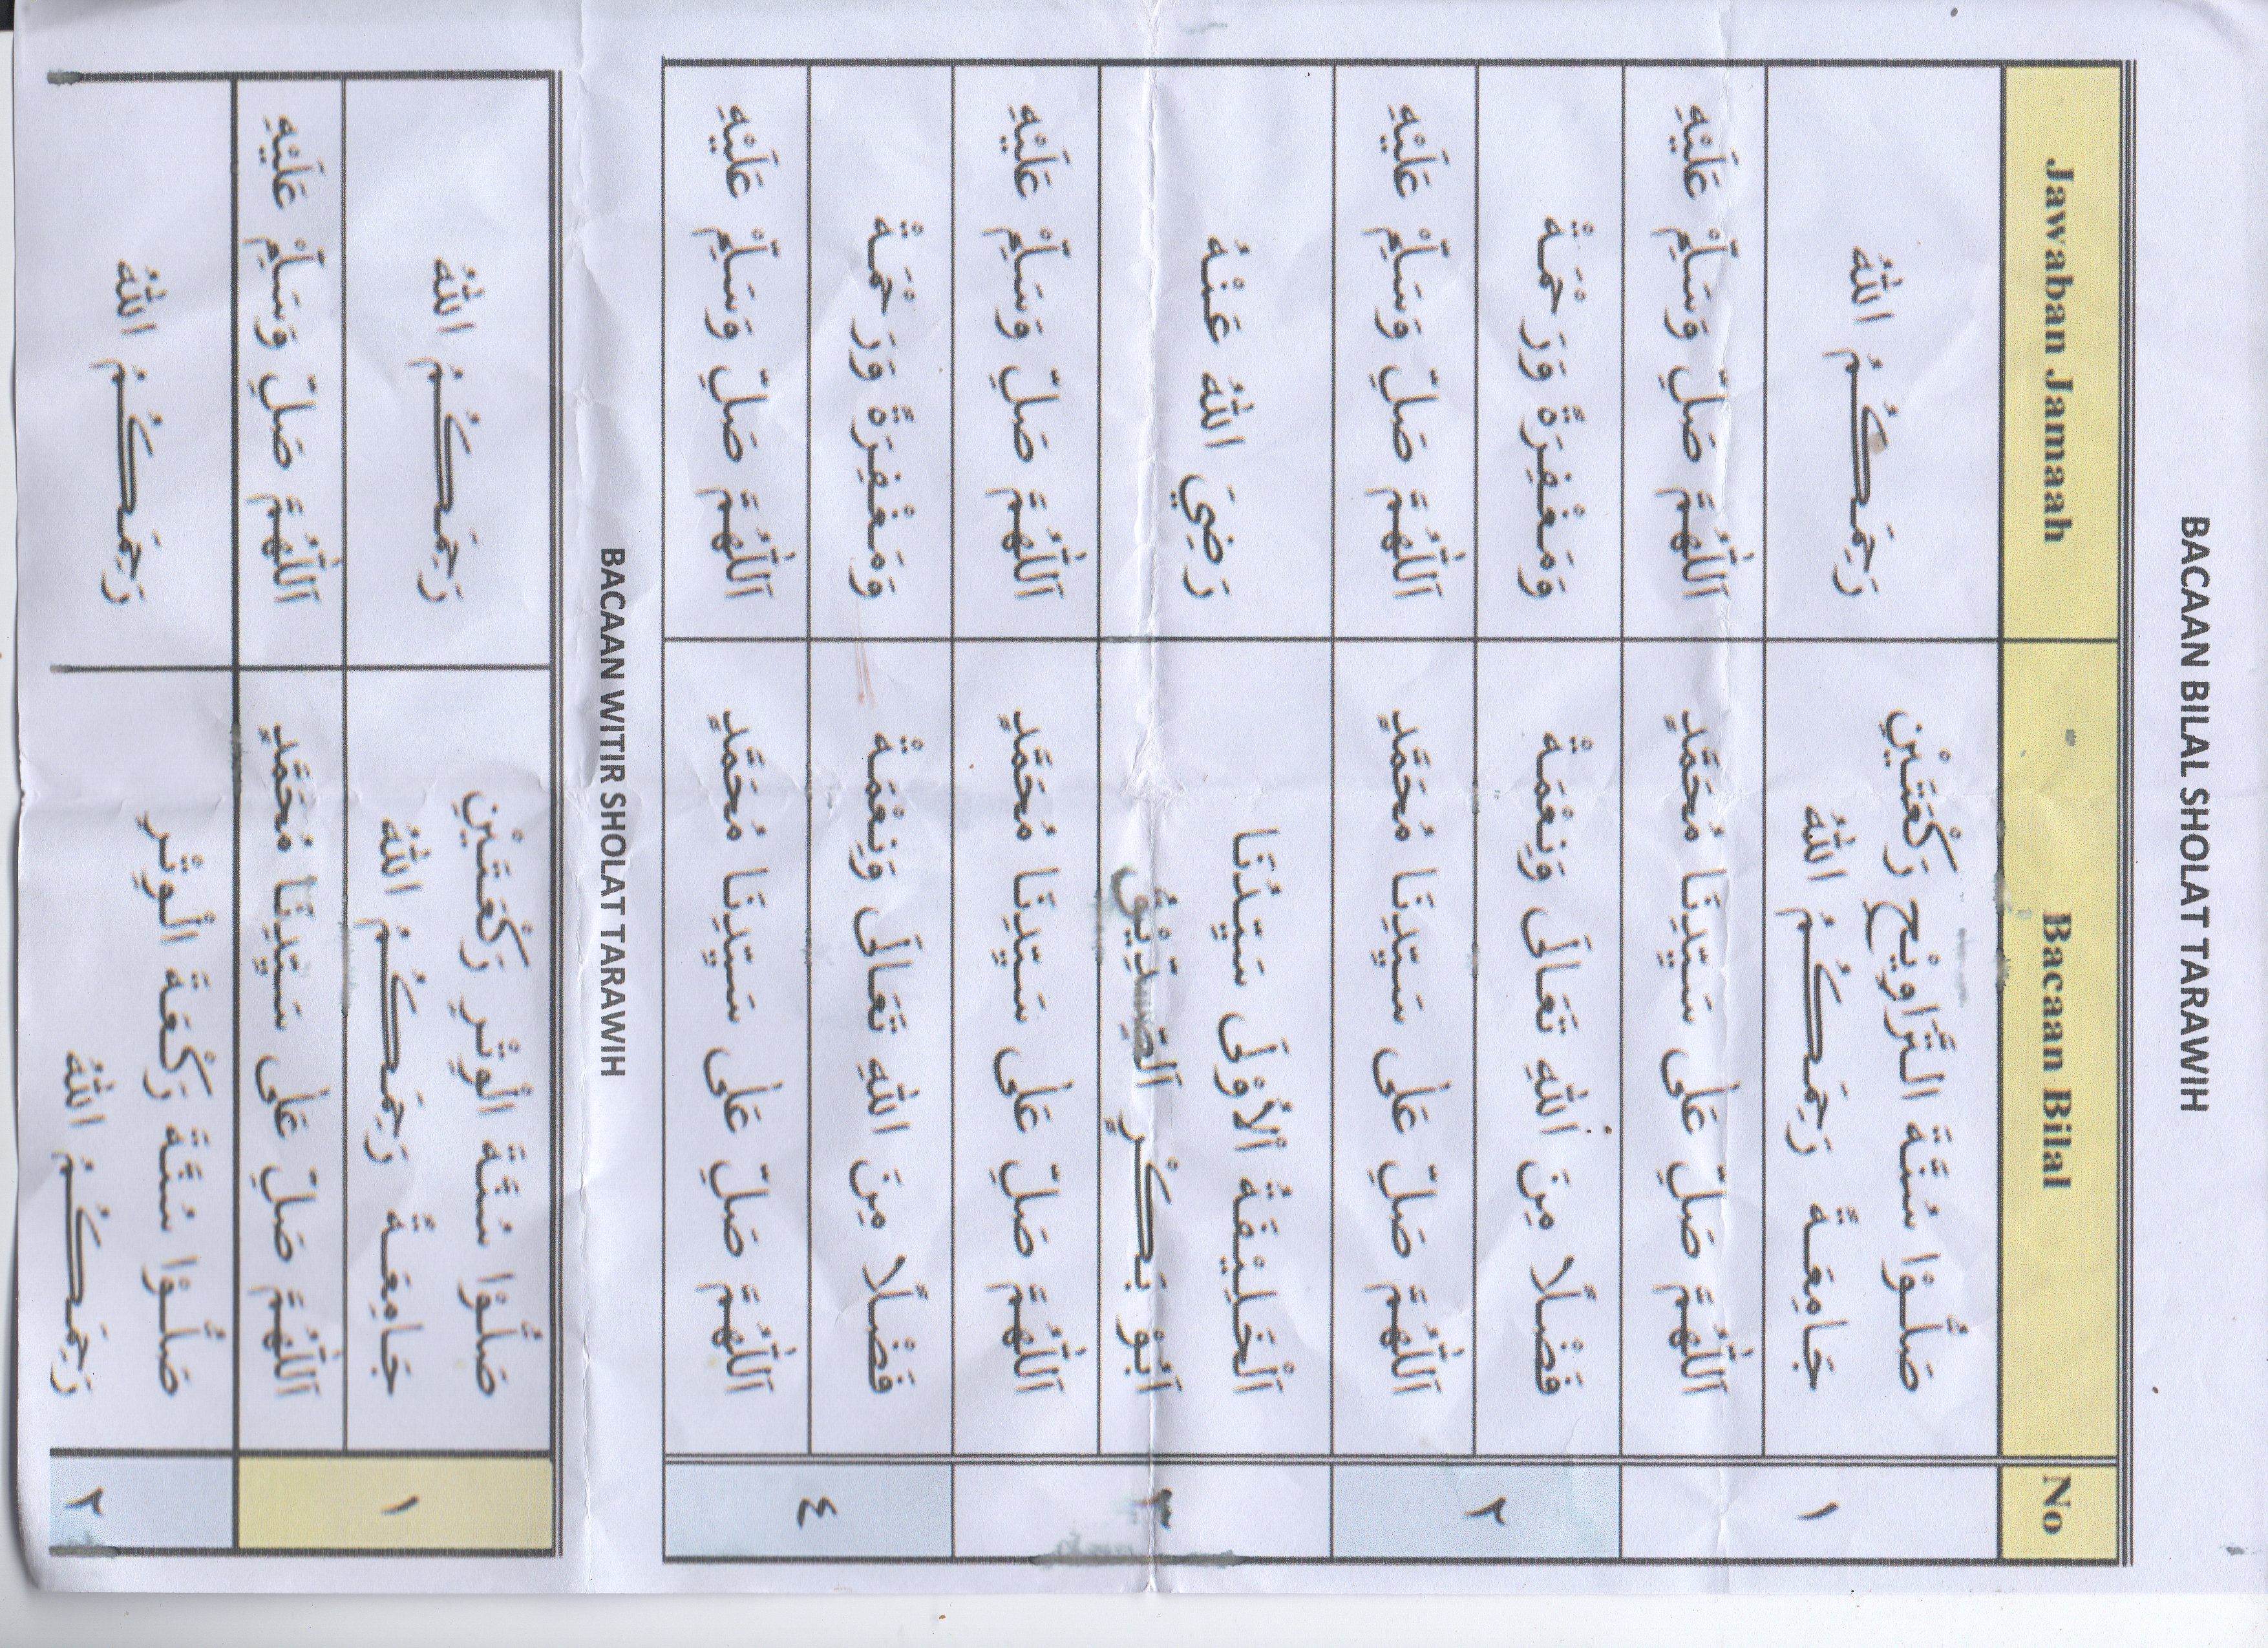 BACAAN BILAL SHOLAT TARAWIH
No Bacaan Bilal Jawaban Jamaah
١
صَلُّوْا سُنَّةَ التَّرَاوِيْحِ رَكْعَتَيْنِ
جَامِعَةً رَحِمَكُمُ اللهُ
رَحِمَكُمُ اللهُ
اَللّٰهُمَّ صَلِّ عَلٰى سَيِّدِنَا مُحَمَّدٍ
اَللّٰهُمَّ صَلِّ وَسَلِّمْ عَلَيْهِ
٢
فَضْلًا مِنَ اللهِ تَعَالَى وَنِعْمَةْ
وَمَغْفِرَةً وَرَحْمَةْ
اَللّٰهُمَّ صَلِّ عَلٰى سَيِّدِنَا مُحَمَّدٍ
اَللّٰهُمَّ صَلِّ وَسَلِّمْ عَلَيْهِ
٣
اَلْخَلِيْفَةُ اْلاُوْلَى سَيِّدُنَا
اَبُوْ بَكْرٍ اَلصِّدِّيْقُ
رَضِيَ اللهُ عَنْهُ
اَللّٰهُمَّ صَلِّ عَلٰى سَيِّدِنَا مُحَمَّدٍ
اَللّٰهُمَّ صَلِّ وَسَلِّمْ عَلَيْهِ
٤
فَضْلًا مِنَ اللهِ تَعَالَى وَنِعْمَةْ
وَمَغْفِرَةً وَرَحْمَةْ
اَللّٰهُمَّ صَلِّ عَلٰى سَيِّدِنَا مُحَمَّدٍ
اَللّٰهُمَّ صَلِّ وَسَلِّمْ عَلَيْهِ
BACAAN WITIR SHOLAT TARAWIH
١
صَلُّوْا سُنَّةَ الْوِتْرِ رَكْعَتَيْنِ
جَامِعَةً رَحِمَكُمُ اللهُ
رَحِمَكُمُ اللهُ
اَللّٰهُمَّ صَلِّ عَلٰى سَيِّدِنَا مُحَمَّدٍ
اَللّٰهُمَّ صَلِّ وَسَلِّمْ عَلَيْهِ
٢
صَلُّوْا سُنَّةَ رَكْعَةَ الْوِتْرِ
رَحِمَكُمُ اللهُ
رَحِمَكُمُ اللهُ